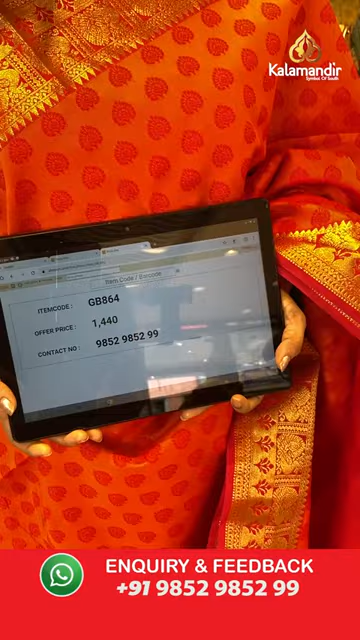 Kalamandir
Symbol Of South
Item Code / Barcode
ITEMCODE : GB864
OFFER PRICE : 1,440
CONTACT NO : 9852 9852 99
ENQUIRY & FEEDBACK
+91 9852 9852 99